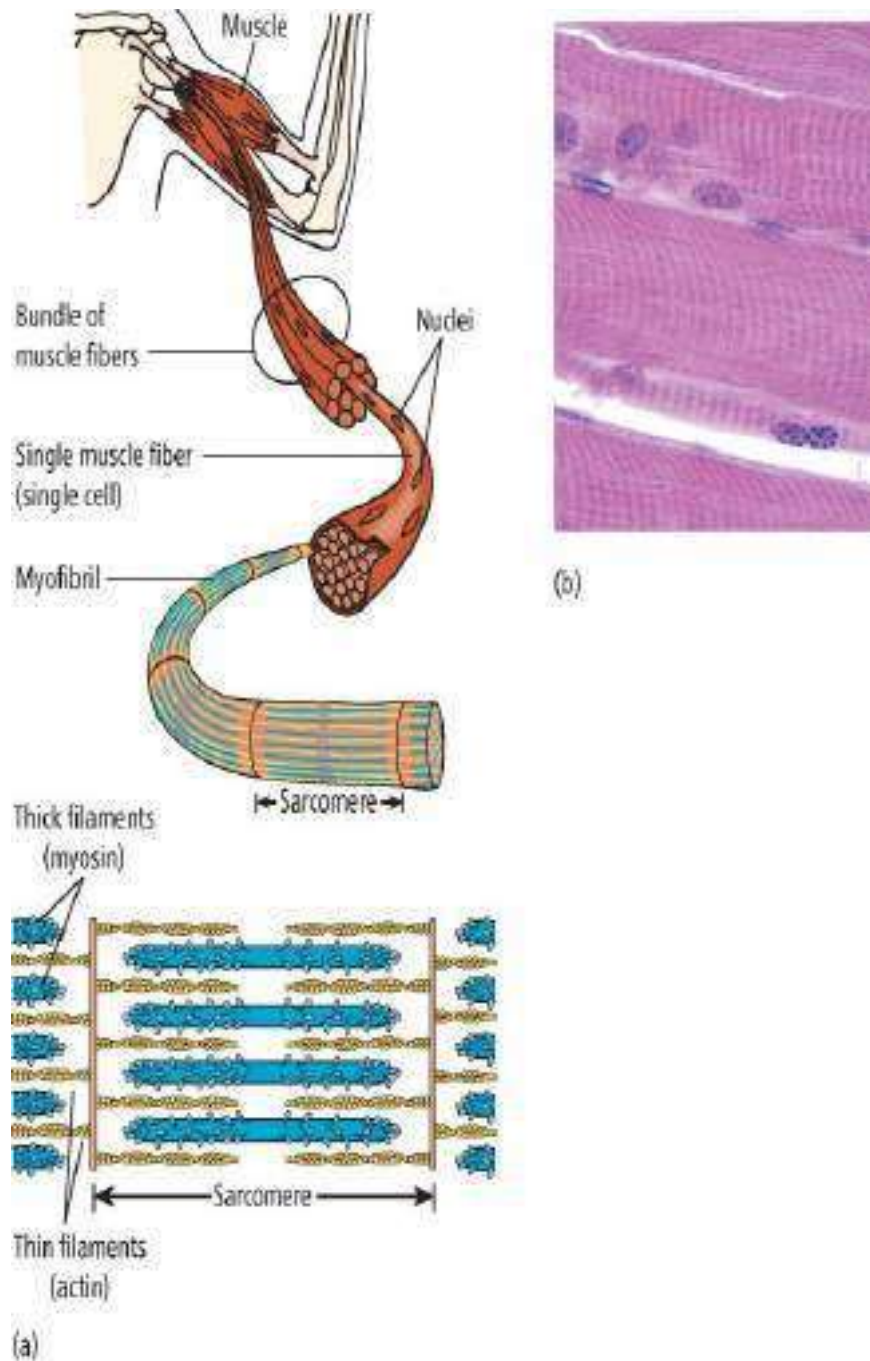 Muscle
Bundle of
muscle fibers
Nuclei
Single muscle fiber
(single cell)
Myofibril
(b)
Sarcomere
Thick filaments
(myosin)
Sarcomere
Thin filaments
(actin)
(a)